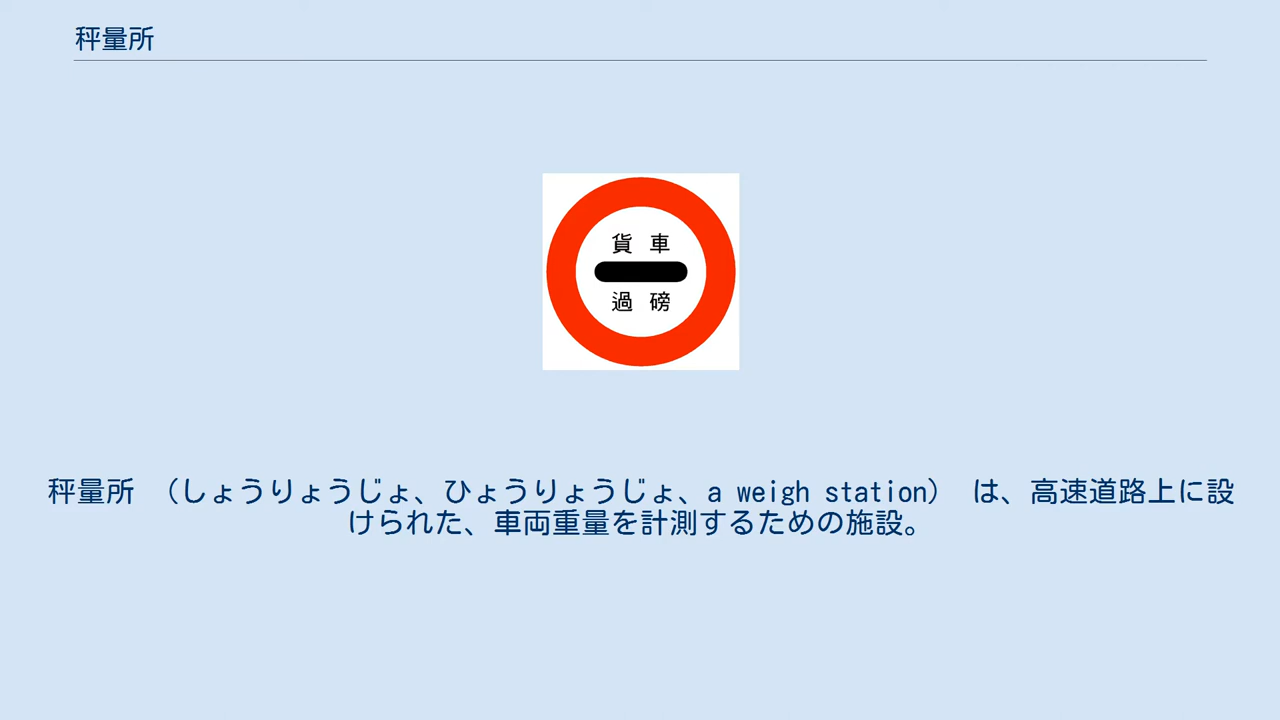 秤量所
貨 車
過 磅
秤量所 （しょうりょうじょ、ひょうりょうじょ、a weigh station） は、高速道路上に設
けられた、車両重量を計測するための施設。